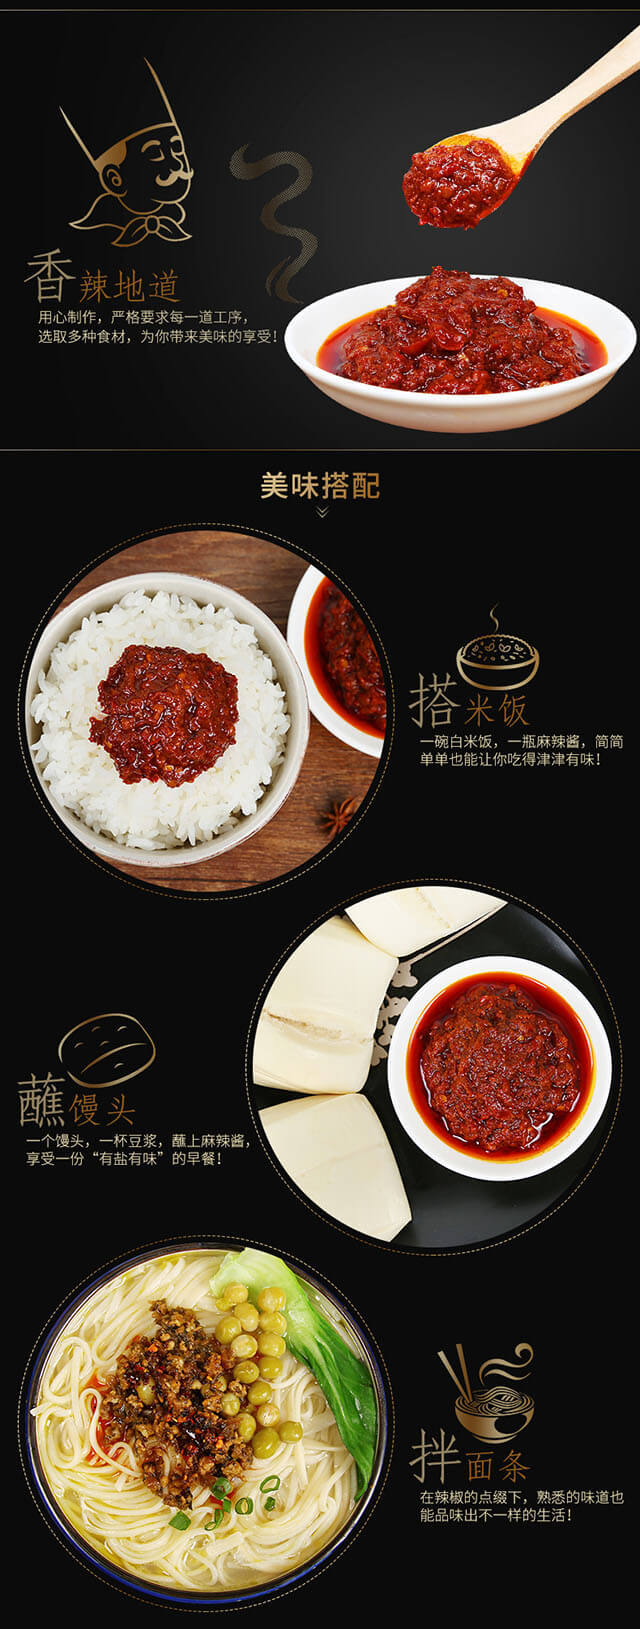 香辣地道
用心制作，严格要求每一道工序，
选取多种食材，为你带来美味的享受！
美味搭配
搭米饭
一碗白米饭，一瓶麻辣酱，简简
单单也能让你吃得津津有味！
蘸馒头
一个馒头，一杯豆浆，蘸上麻辣酱，
享受一份“有盐有味”的早餐！
拌面条
在辣椒的点缀下，熟悉的味道也
能品味出不一样的生活！